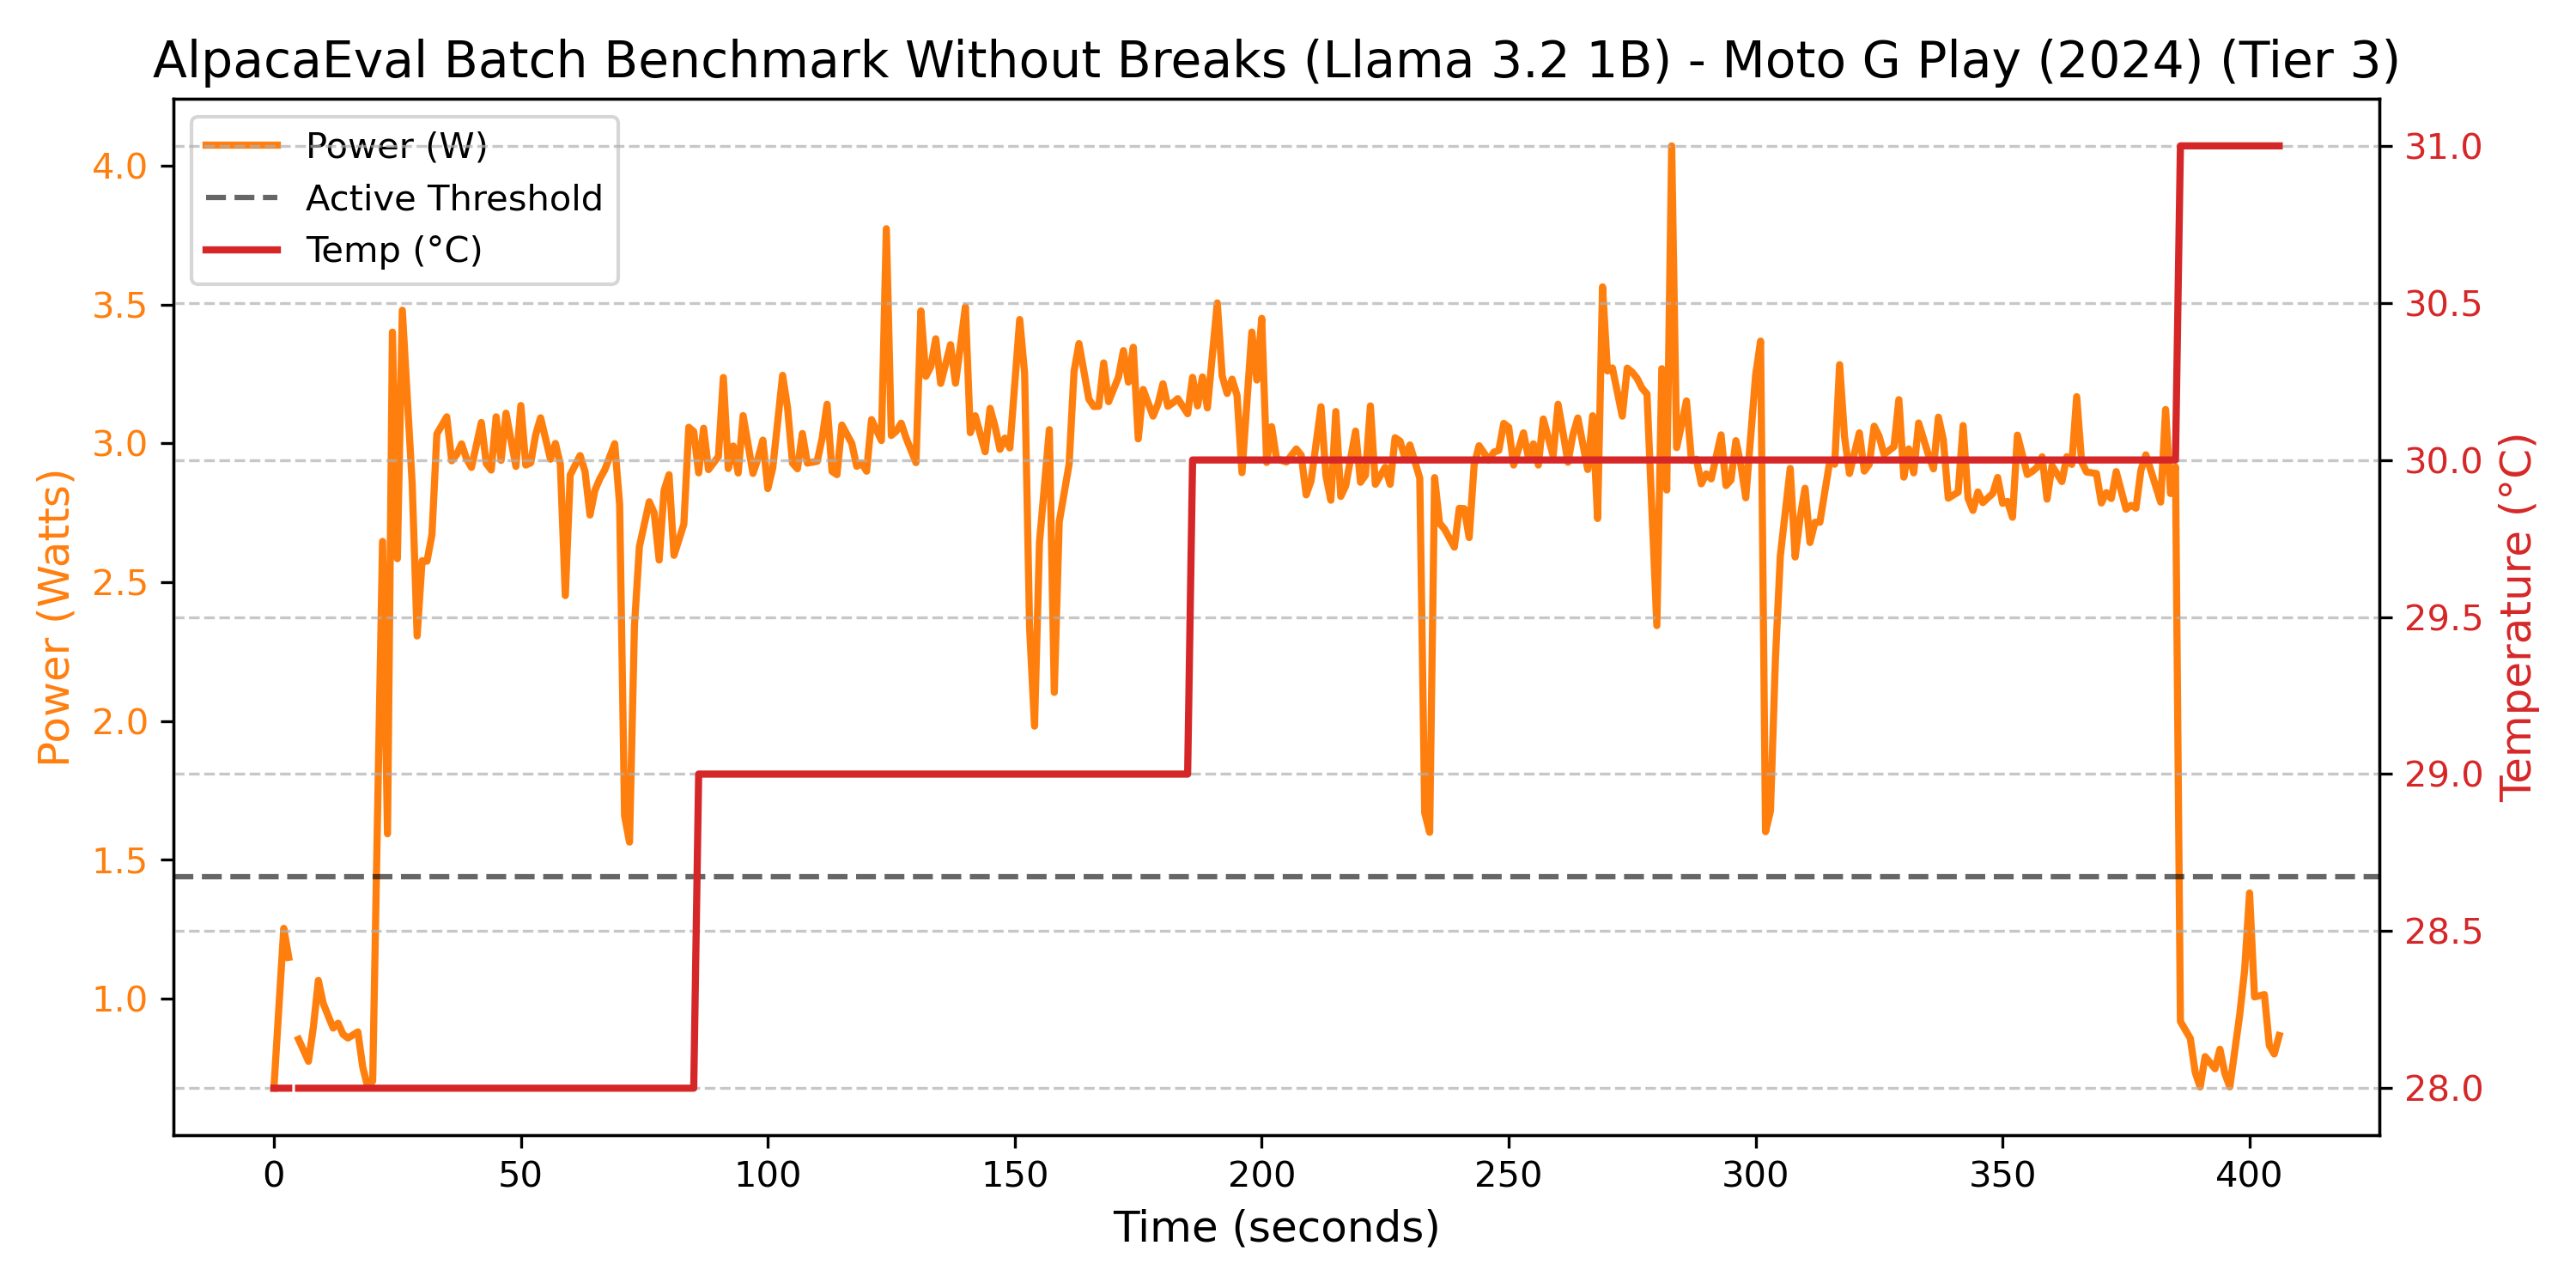 AlpacaEval Batch Benchmark Without Breaks (Llama 3.2 1B) - Moto G Play (2024) (Tier 3)
Power (W)
Active Threshold
Temp (°C)
Power (Watts)
4.0
3.5
3.0
2.5
2.0
1.5
1.0
31.0
30.5
30.0
29.5
29.0
28.5
28.0
Temperature (°C)
0 50 100 150 200 250 300 350 400
Time (seconds)